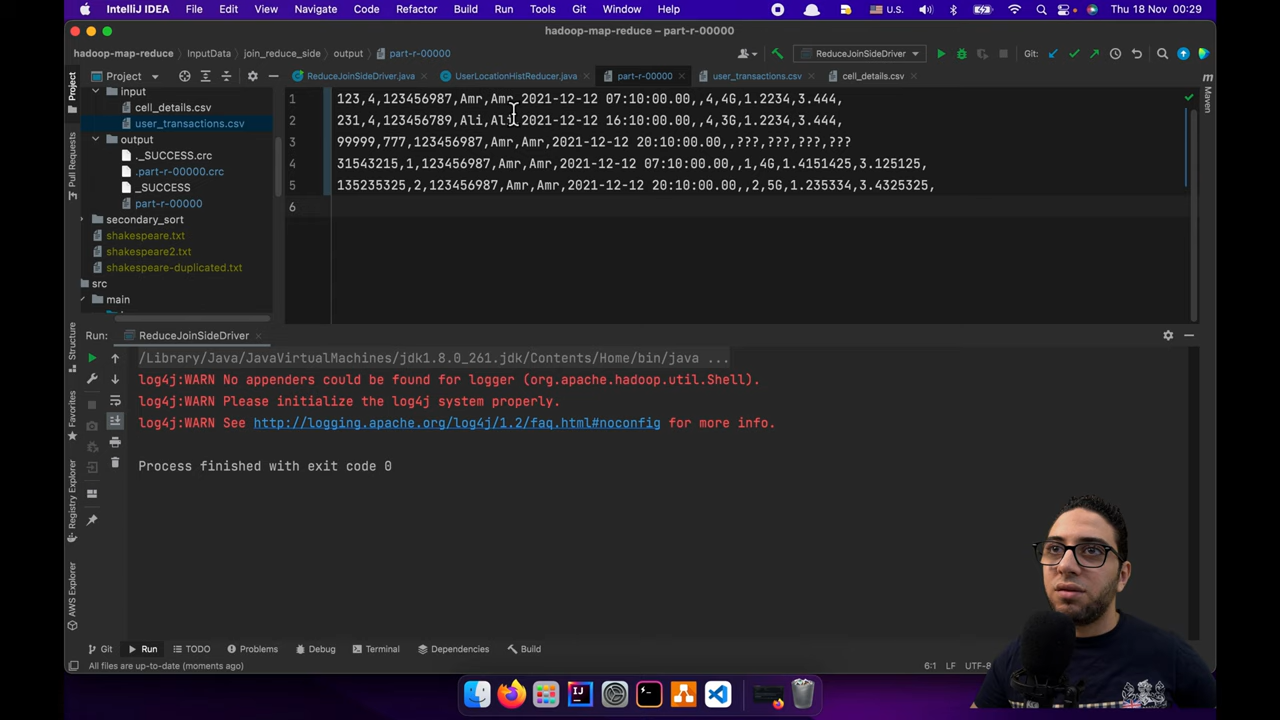 IntelliJ IDEA File Edit View Navigate Code Refactor Build Run Tools Git Window Help U.S. Thu 18 Nov 00:29
hadoop-map-reduce – part-r-00000
hadoop-map-reduce InputData join_reduce_side output part-r-00000 ReduceJoinSideDriver Git:
Project ReduceJoinSideDriver.java UserLocationHistReducer.java part-r-00000 user_transactions.csv cell_details.csv
input
cell_details.csv
user_transactions.csv
output
._SUCCESS.crc
.part-r-00000.crc
_SUCCESS
part-r-00000
secondary_sort
shakespeare.txt
shakespeare2.txt
shakespeare-duplicated.txt
src
main
1 123,4,123456987,Amr,Amr,2021-12-12 07:10:00.00,,4,4G,1.2234,3.444,
2 231,4,123456789,Ali,Ali,2021-12-12 16:10:00.00,,4,3G,1.2234,3.444,
3 99999,777,123456987,Amr,Amr,2021-12-12 20:10:00.00,,???,???,???,???
4 31543215,1,123456987,Amr,Amr,2021-12-12 07:10:00.00,,1,4G,1.4151425,3.125125,
5 135235325,2,123456987,Amr,Amr,2021-12-12 20:10:00.00,,2,5G,1.235334,3.4325325,
6
Project
Pull Requests
Structure
Favorites
Registry Explorer
AWS Explorer
m Maven
Run: ReduceJoinSideDriver
/Library/Java/JavaVirtualMachines/jdk1.8.0_261.jdk/Contents/Home/bin/java ...
log4j:WARN No appenders could be found for logger (org.apache.hadoop.util.Shell).
log4j:WARN Please initialize the log4j system properly.
log4j:WARN See http://logging.apache.org/log4j/1.2/faq.html#noconfig for more info.
Process finished with exit code 0
Git Run TODO Problems Debug Terminal Dependencies Build
All files are up-to-date (moments ago) 6:1 LF UTF-8